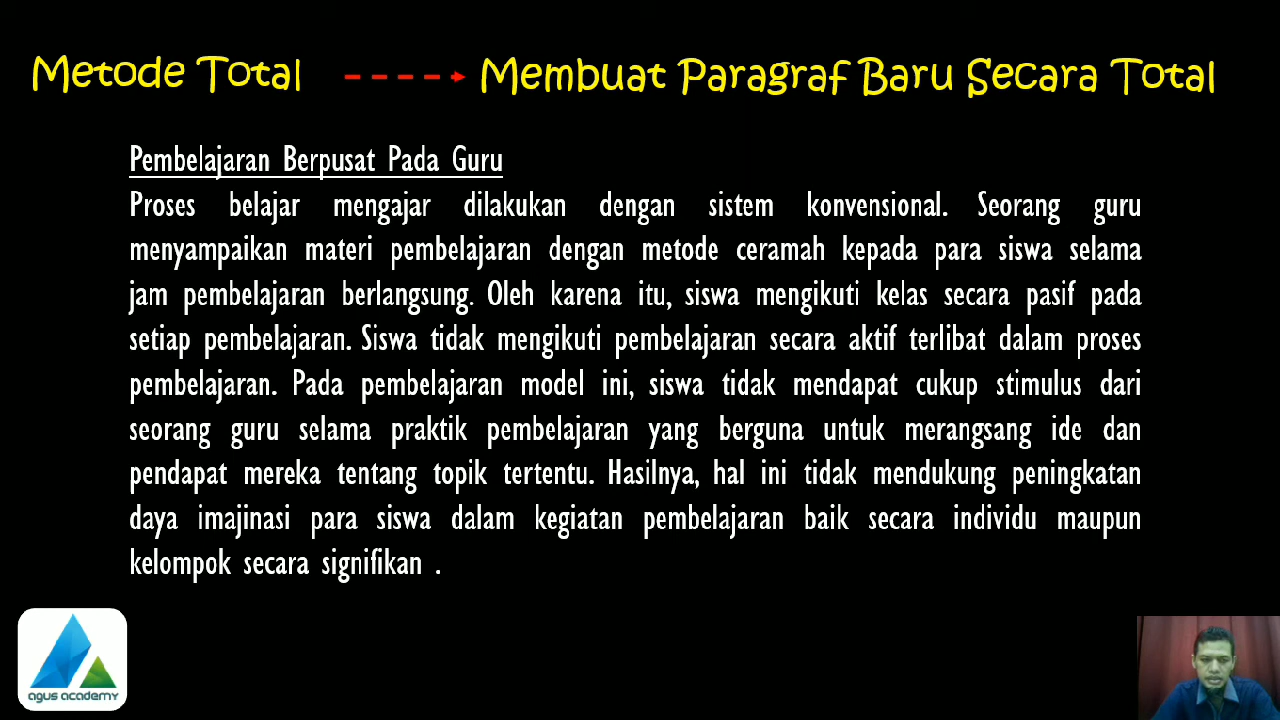 Metode Total
Membuat Paragraf Baru Secara Total
Pembelajaran Berpusat Pada Guru
Proses belajar mengajar dilakukan dengan sistem konvensional. Seorang guru
menyampaikan materi pembelajaran dengan metode ceramah kepada para siswa selama
jam pembelajaran berlangsung. Oleh karena itu, siswa mengikuti kelas secara pasif pada
setiap pembelajaran. Siswa tidak mengikuti pembelajaran secara aktif terlibat dalam proses
pembelajaran. Pada pembelajaran model ini, siswa tidak mendapat cukup stimulus dari
seorang guru selama praktik pembelajaran yang berguna untuk merangsang ide dan
pendapat mereka tentang topik tertentu. Hasilnya, hal ini tidak mendukung peningkatan
daya imajinasi para siswa dalam kegiatan pembelajaran baik secara individu maupun
kelompok secara signifikan .
agus academy